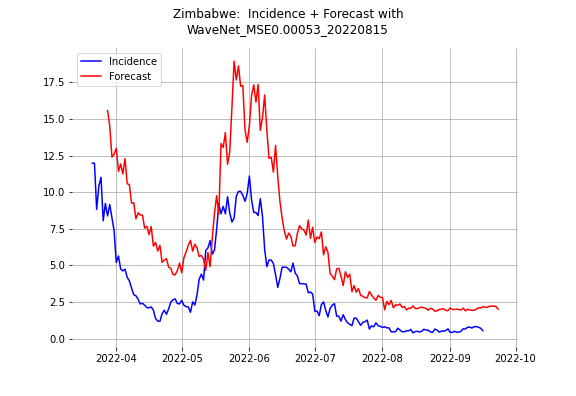 Zimbabwe:  Incidence + Forecast with
WaveNet_MSE0.00053_20220815
Incidence
Forecast
17.5
15.0
12.5
10.0
7.5
5.0
2.5
0.0
2022-04 2022-05 2022-06 2022-07 2022-08 2022-09 2022-10